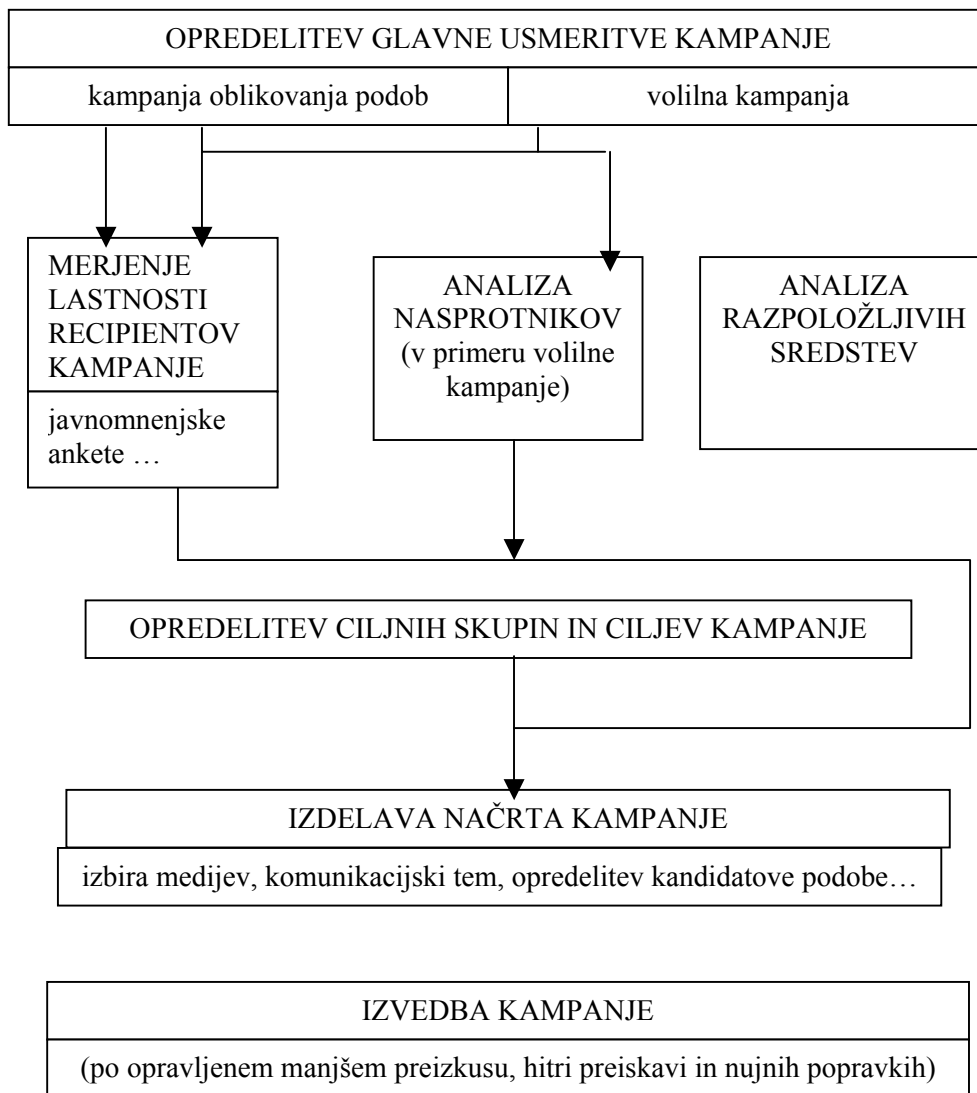 OPREDELITEV GLAVNE USMERITVE KAMPANJE
kampanja oblikovanja podob
volilna kampanja
MERJENJE
LASTNOSTI
RECIPIENTOV
KAMPANJE
javnomnenjske
ankete …
ANALIZA
NASPROTNIKOV
(v primeru volilne
kampanje)
ANALIZA
RAZPOLOŽLJIVIH
SREDSTEV
OPREDELITEV CILJNIH SKUPIN IN CILJEV KAMPANJE
IZDELAVA NAČRTA KAMPANJE
izbira medijev, komunikacijski tem, opredelitev kandidatove podobe…
IZVEDBA KAMPANJE
(po opravljenem manjšem preizkusu, hitri preiskavi in nujnih popravkih)